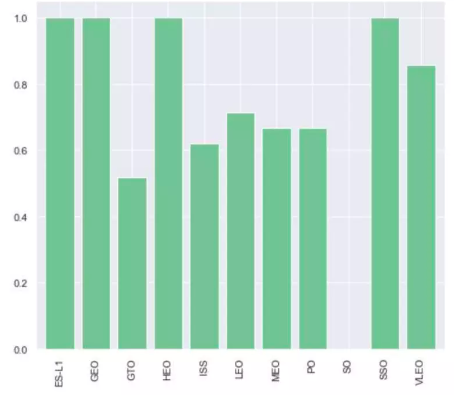 1.0
0.8
0.6
0.4
0.2
0.0
ES-L1
GEO
GTO
HEO
ISS
LEO
MEO
PO
SO
SSO
VLEO